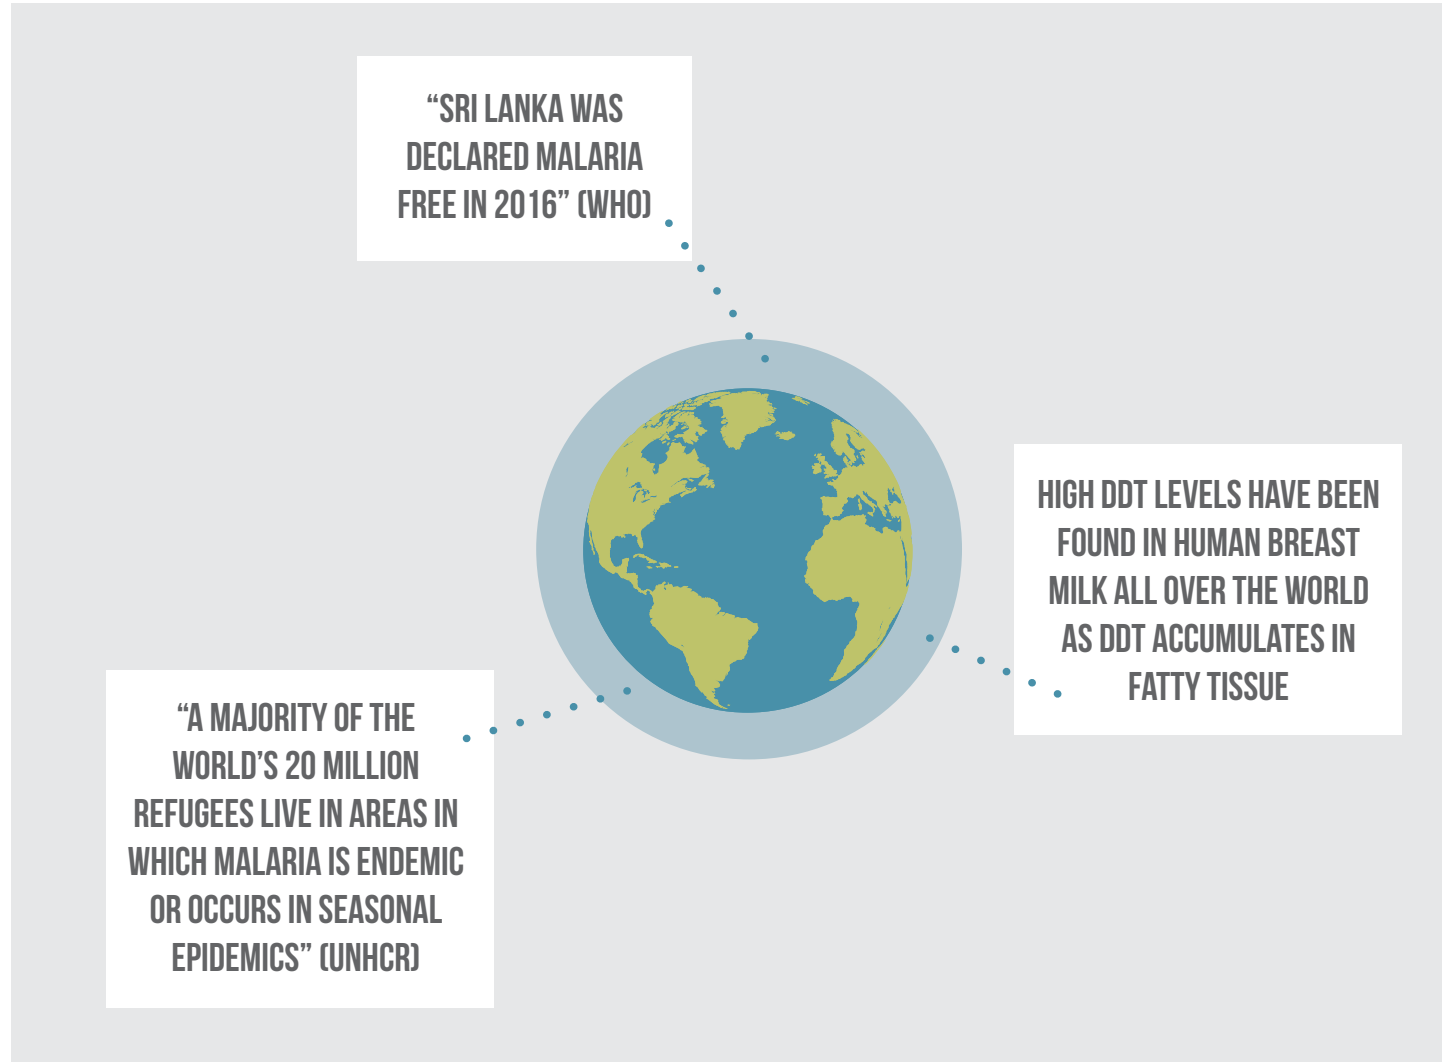 “SRI LANKA WAS
DECLARED MALARIA
FREE IN 2016” (WHO)
HIGH DDT LEVELS HAVE BEEN
FOUND IN HUMAN BREAST
MILK ALL OVER THE WORLD
AS DDT ACCUMULATES IN
FATTY TISSUE
“A MAJORITY OF THE
WORLD’S 20 MILLION
REFUGEES LIVE IN AREAS IN
WHICH MALARIA IS ENDEMIC
OR OCCURS IN SEASONAL
EPIDEMICS” (UNHCR)